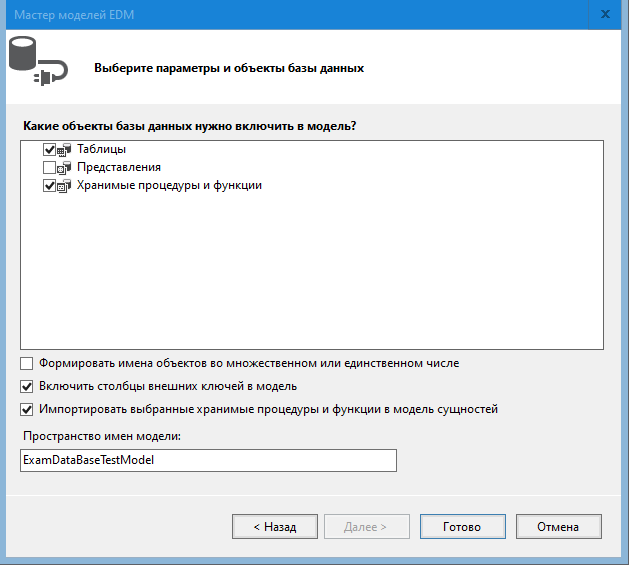 Мастер моделей EDM
x
Выберите параметры и объекты базы данных
Какие объекты базы данных нужно включить в модель?
Таблицы
Представления
Хранимые процедуры и функции
Формировать имена объектов во множественном или единственном числе
Включить столбцы внешних ключей в модель
Импортировать выбранные хранимые процедуры и функции в модель сущностей
Пространство имен модели:
ExamDataBaseTestModel
< Назад Далее > Готово Отмена